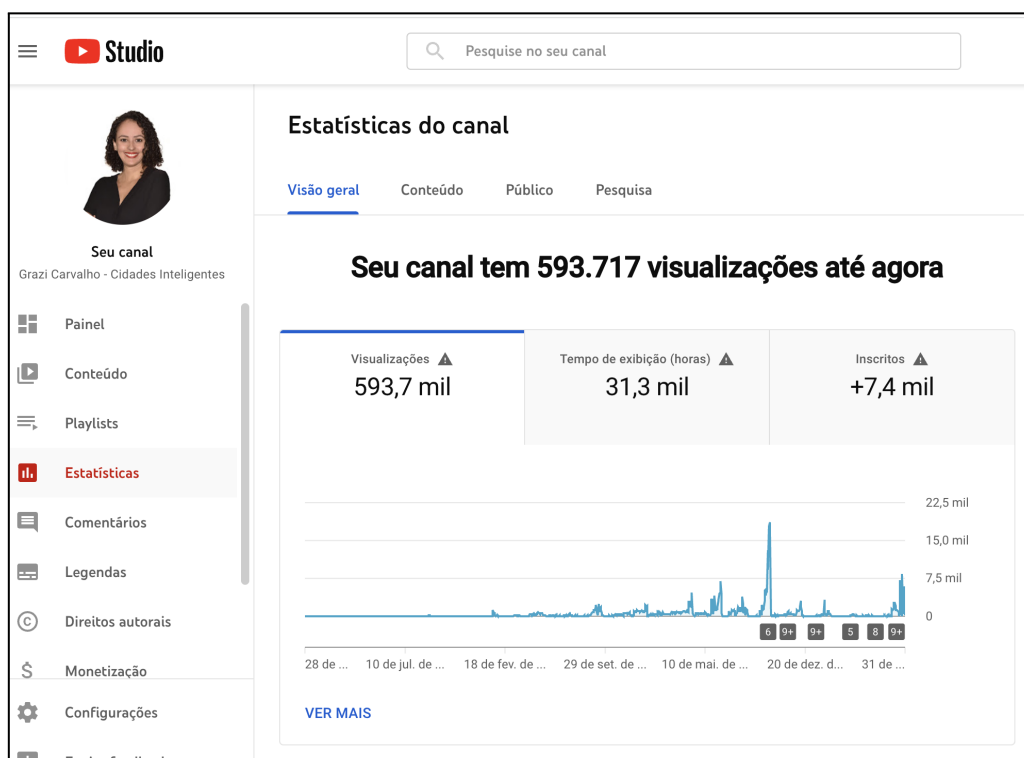 Studio
Pesquise no seu canal
Seu canal
Grazi Carvalho - Cidades Inteligentes
Painel
Conteúdo
Playlists
Estatísticas
Comentários
Legendas
Direitos autorais
Monetização
Configurações
Estatísticas do canal
Visão geral Conteúdo Público Pesquisa
Seu canal tem 593.717 visualizações até agora
Visualizações
593,7 mil
Tempo de exibição (horas)
31,3 mil
Inscritos
+7,4 mil
22,5 mil
15,0 mil
7,5 mil
0
6 9+ 9+ 5 8 9+
28 de ... 10 de jul. de ... 18 de fev. de ... 29 de set. de ... 10 de mai. de ... 20 de dez. d... 31 de ...
VER MAIS